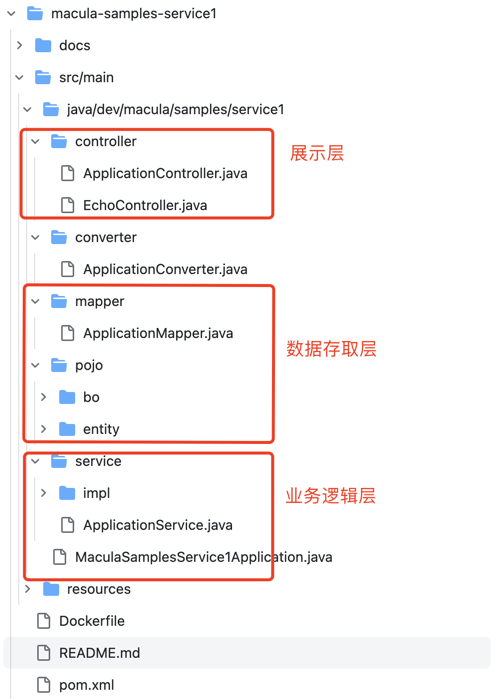 macula-samples-service1
docs
src/main
java/dev/macula/samples/service1
controller
展示层
ApplicationController.java
EchoController.java
converter
ApplicationConverter.java
mapper
ApplicationMapper.java
数据存取层
pojo
bo
entity
service
impl
业务逻辑层
ApplicationService.java
MaculaSamplesService1Application.java
resources
Dockerfile
README.md
pom.xml